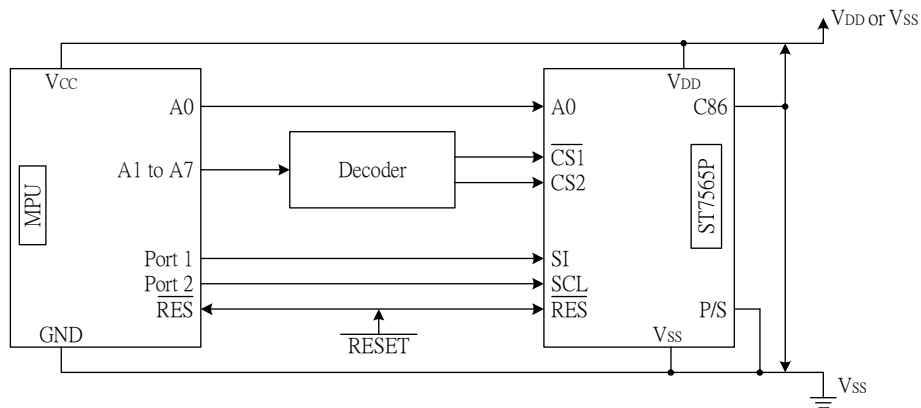 VDD or VSS
VCC
VDD
A0
A0
C86
A1 to A7
Decoder
CS1
CS2
MPU
ST7565P
Port 1
SI
Port 2
SCL
RES
RES
P/S
GND
RESET
VSS
VSS